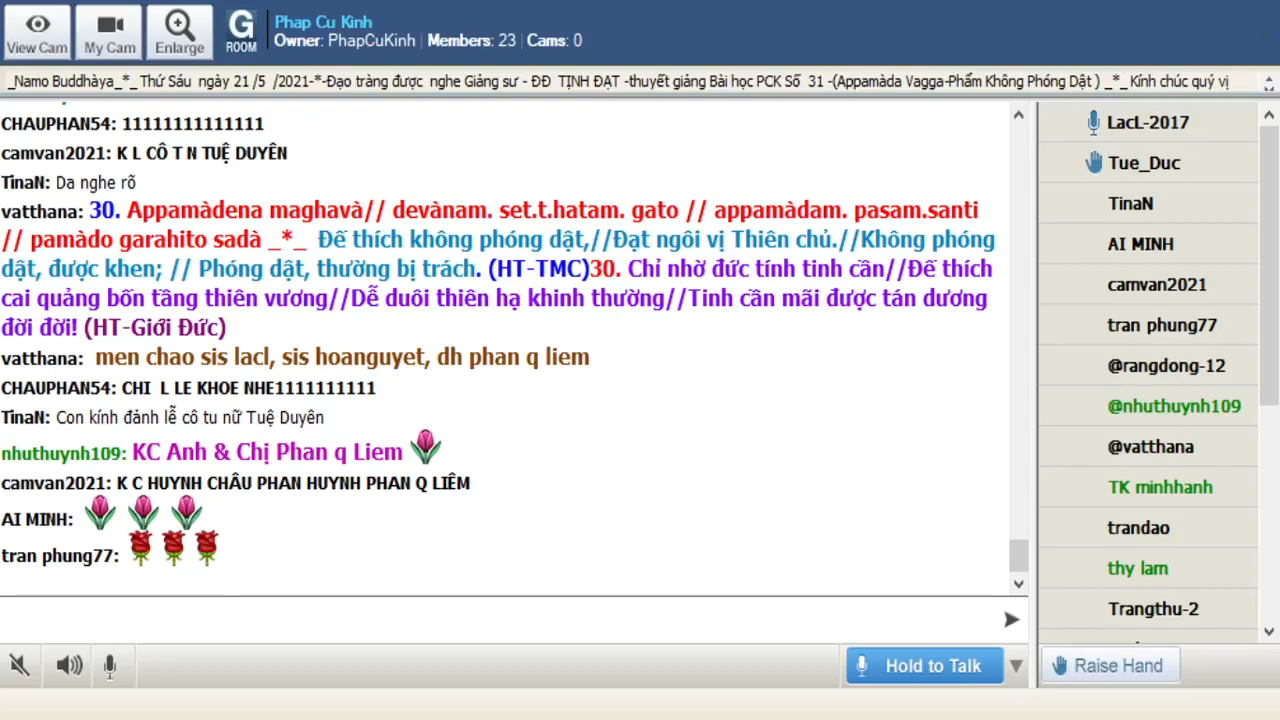 View Cam
My Cam
Enlarge
G
ROOM
Phap Cu Kinh
Owner: PhapCuKinh | Members: 23 | Cams: 0
_Namo Buddhàya_*_ Thứ Sáu ngày 21 /5 /2021-*-Đạo tràng được nghe Giảng sư - ĐĐ TỊNH ĐẠT -thuyết giảng Bài học PCK Số 31 -(Appamàda Vagga-Phẩm Không Phóng Dật ) _*_ Kính chúc quý vị
CHAUPHAN54: 11111111111111
camvan2021: K L CÔ T N TUỆ DUYÊN
TinaN: Da nghe rõ
vatthana: 30. Appamàdena maghavà// devànam. set.t.hatam. gato // appamàdam. pasam.santi
// pamàdo garahito sadà _*_ Đế thích không phóng dật,//Đạt ngôi vị Thiên chủ.//Không phóng
dật, được khen; // Phóng dật, thường bị trách. (HT-TMC)30. Chỉ nhờ đức tính tinh cần//Đế thích
cai quảng bốn tầng thiên vương//Dễ duôi thiên hạ khinh thường//Tinh cần mãi được tán dương
đời đời! (HT-Giới Đức)
vatthana: men chao sis lacl, sis hoanguyet, dh phan q liem
CHAUPHAN54: CHI L LE KHOE NHE1111111111
TinaN: Con kính đảnh lễ cô tu nữ Tuệ Duyên
nhuthuynh109: KC Anh & Chị Phan q Liem
camvan2021: K C HUYNH CHÂU PHAN HUYNH PHAN Q LIÊM
AI MINH:
tran phung77:
LacL-2017
Tue_Duc
TinaN
AI MINH
camvan2021
tran phung77
@rangdong-12
@nhuthuynh109
@vatthana
TK minhhanh
trandao
thy lam
Trangthu-2
Hold to Talk
Raise Hand